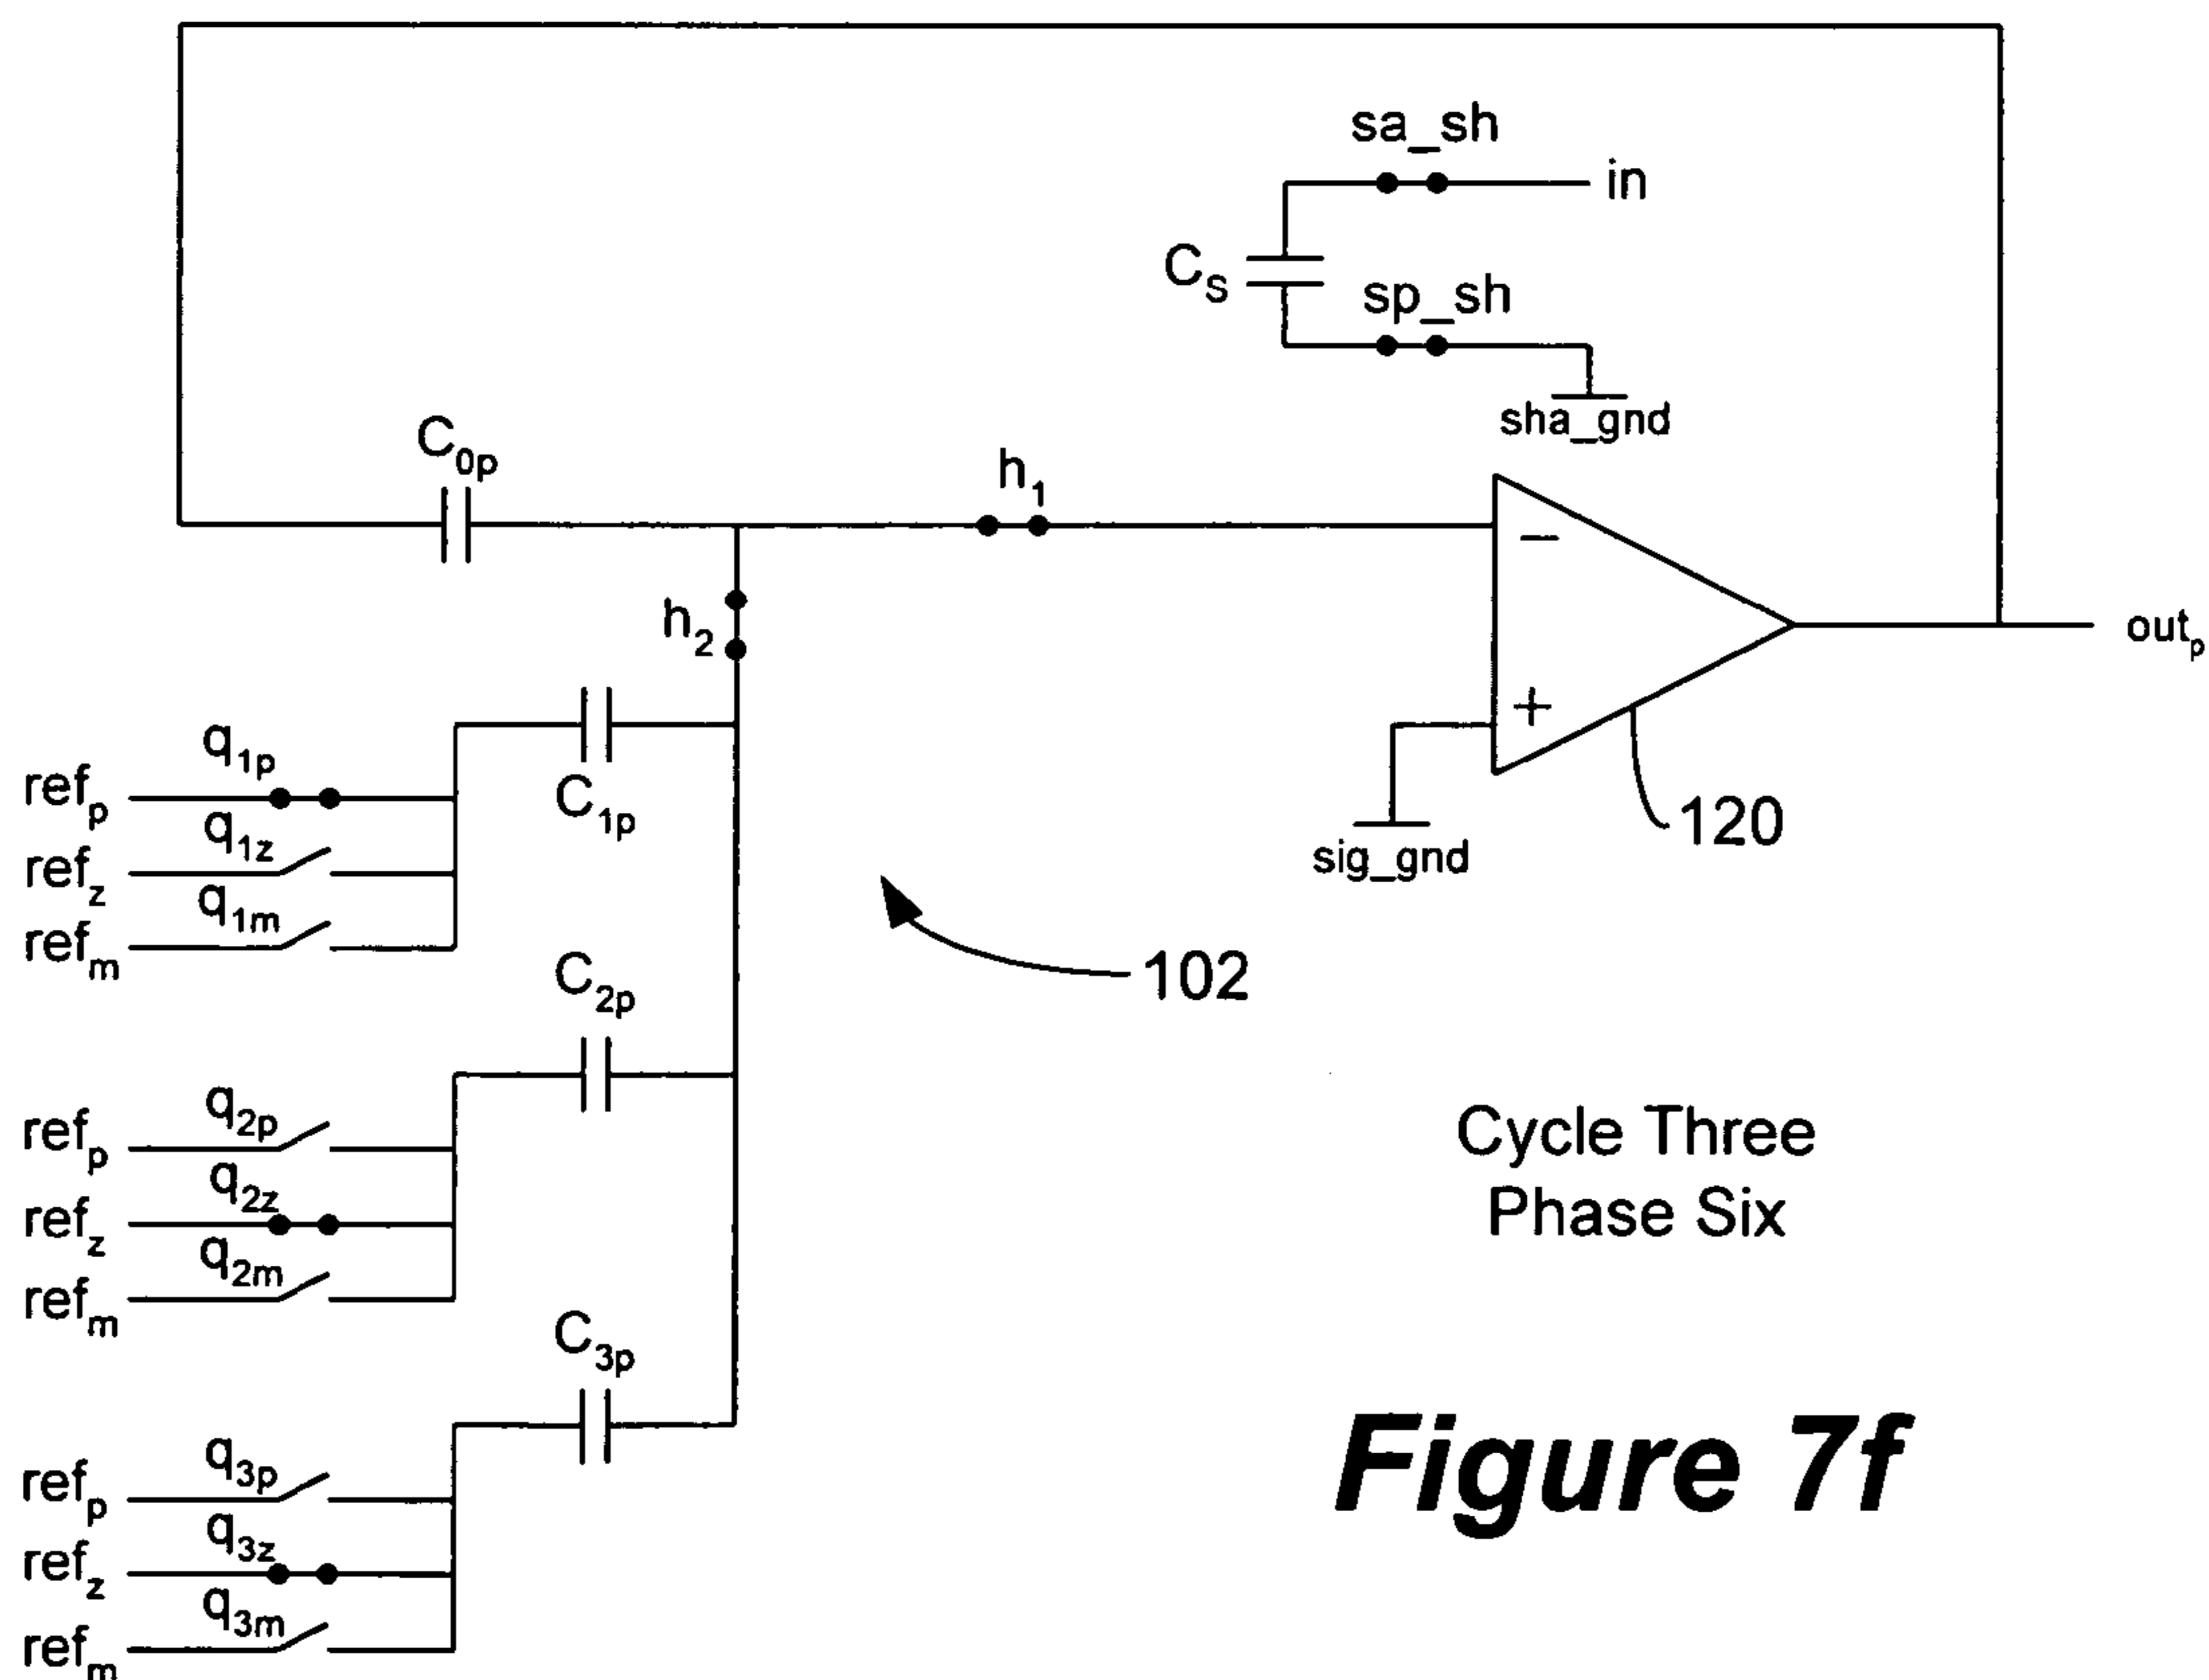 sa_sh
in
C_S
sp_sh
sha_gnd
C_0p
h_1
−
h_2
out_p
+
q_1p
ref_p
C_1p
q_1z
ref_z
q_1m
ref_m
sig_gnd
120
102
C_2p
q_2p
ref_p
q_2z
ref_z
q_2m
ref_m
Cycle Three
Phase Six
C_3p
q_3p
ref_p
q_3z
ref_z
q_3m
ref_m
Figure 7f